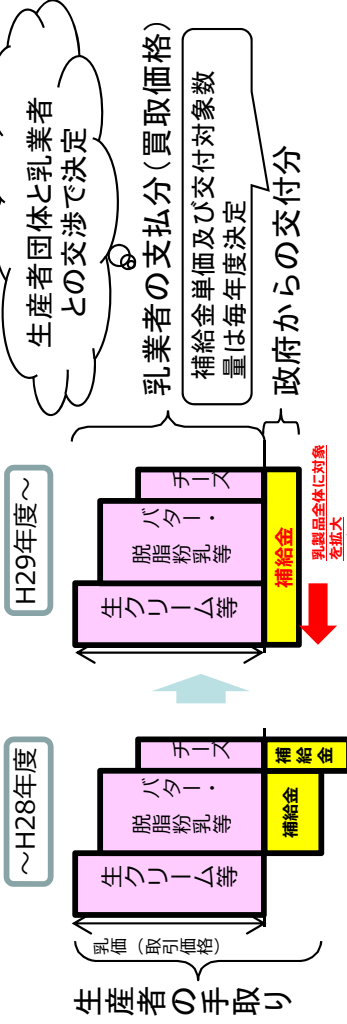 生産者の手取り
～H28年度
乳価（取引価格）
生クリーム等
バター・
脱脂粉乳等
チーズ
補給金
補給金
H29年度～
生クリーム等
バター・
脱脂粉乳等
チーズ
補給金
乳製品全体に対象
を拡大
生産者団体と乳業者
との交渉で決定
乳業者の支払分（買取価格）
補給金単価及び交付対象数
量は毎年度決定
政府からの交付分